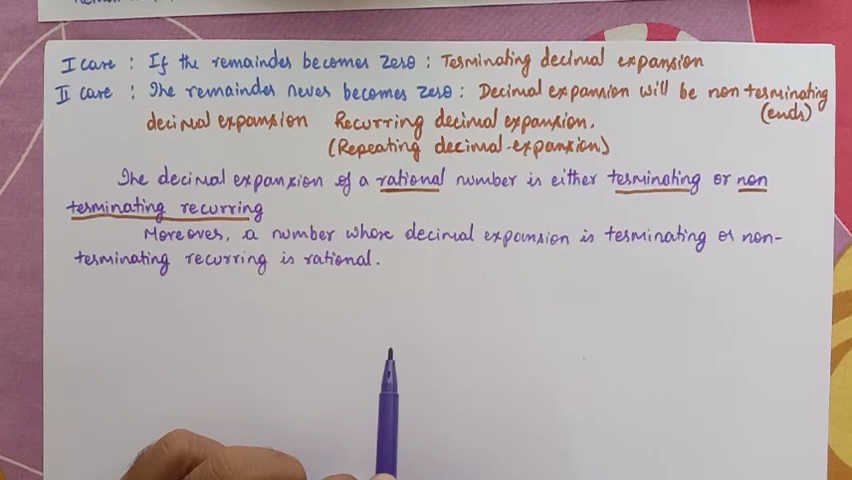 I case : If the remainder becomes zero : Terminating decimal expansion
II case : The remainder never becomes zero : Decimal expansion will be non terminating
(ends)
decimal expansion Recurring decimal expansion.
(Repeating decimal expansion)
The decimal expansion of a rational number is either terminating or non
terminating recurring
Moreover, a number whose decimal expansion is terminating or non-
terminating recurring is rational.